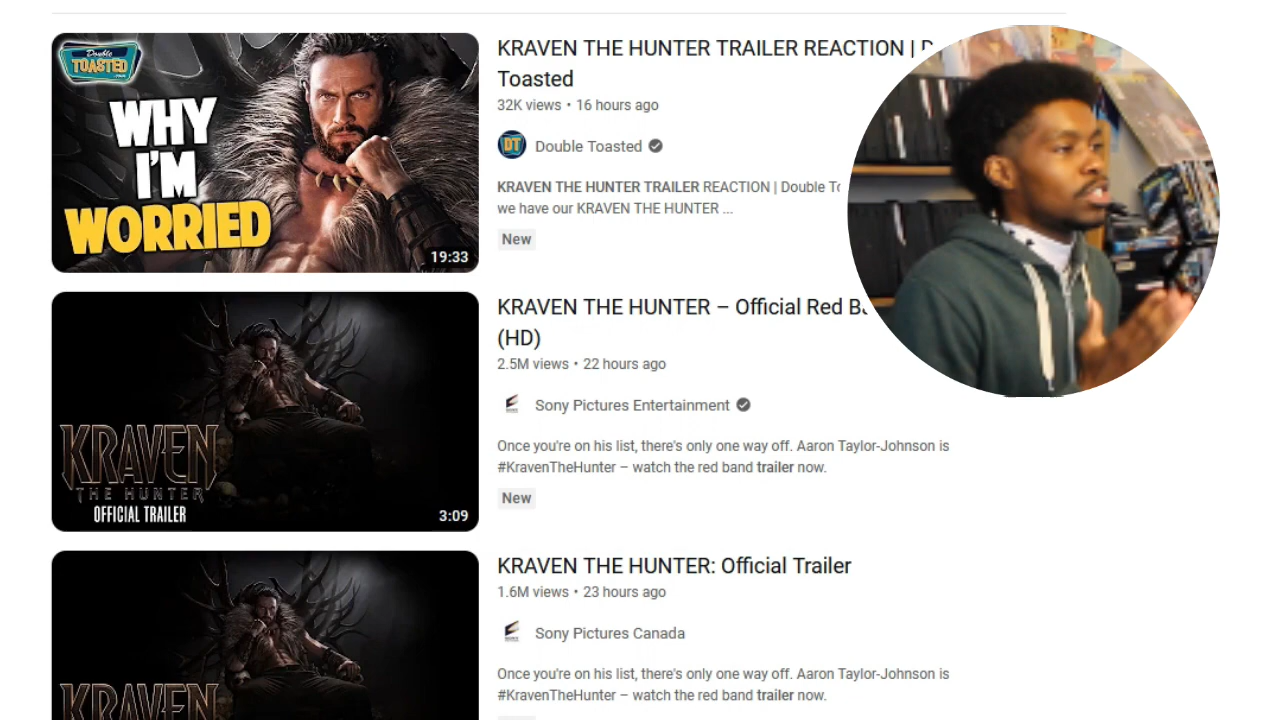 Double
TOASTED
.com
WHY
I'M
WORRIED
19:33
KRAVEN THE HUNTER TRAILER REACTION |
Toasted
32K views • 16 hours ago
DT
Double Toasted
KRAVEN THE HUNTER TRAILER REACTION | Double
we have our KRAVEN THE HUNTER ...
New
KRAVEN
THE HUNTER
OFFICIAL TRAILER
3:09
KRAVEN THE HUNTER – Official Red
(HD)
2.5M views • 22 hours ago
Sony Pictures Entertainment
Once you're on his list, there's only one way off. Aaron Taylor-Johnson is
#KravenTheHunter – watch the red band trailer now.
New
KRAVEN
KRAVEN THE HUNTER: Official Trailer
1.6M views • 23 hours ago
Sony Pictures Canada
Once you're on his list, there's only one way off. Aaron Taylor-Johnson is
#KravenTheHunter – watch the red band trailer now.